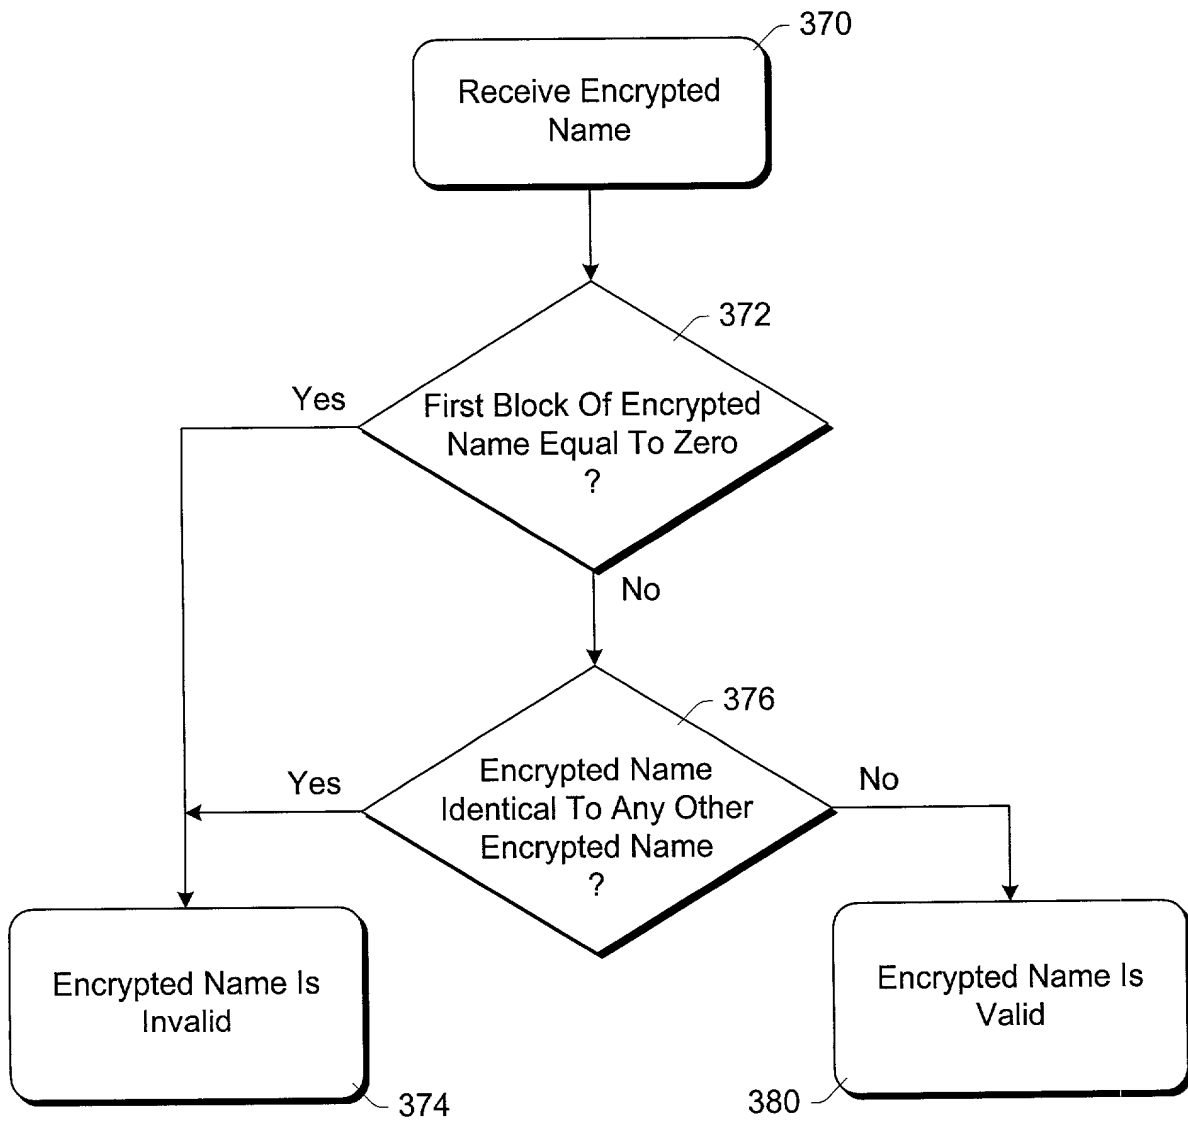 370
Receive Encrypted
Name
372
Yes
First Block Of Encrypted
Name Equal To Zero
?
No
376
Yes
Encrypted Name
Identical To Any Other
Encrypted Name
?
No
Encrypted Name Is
Invalid
374
Encrypted Name Is
Valid
380